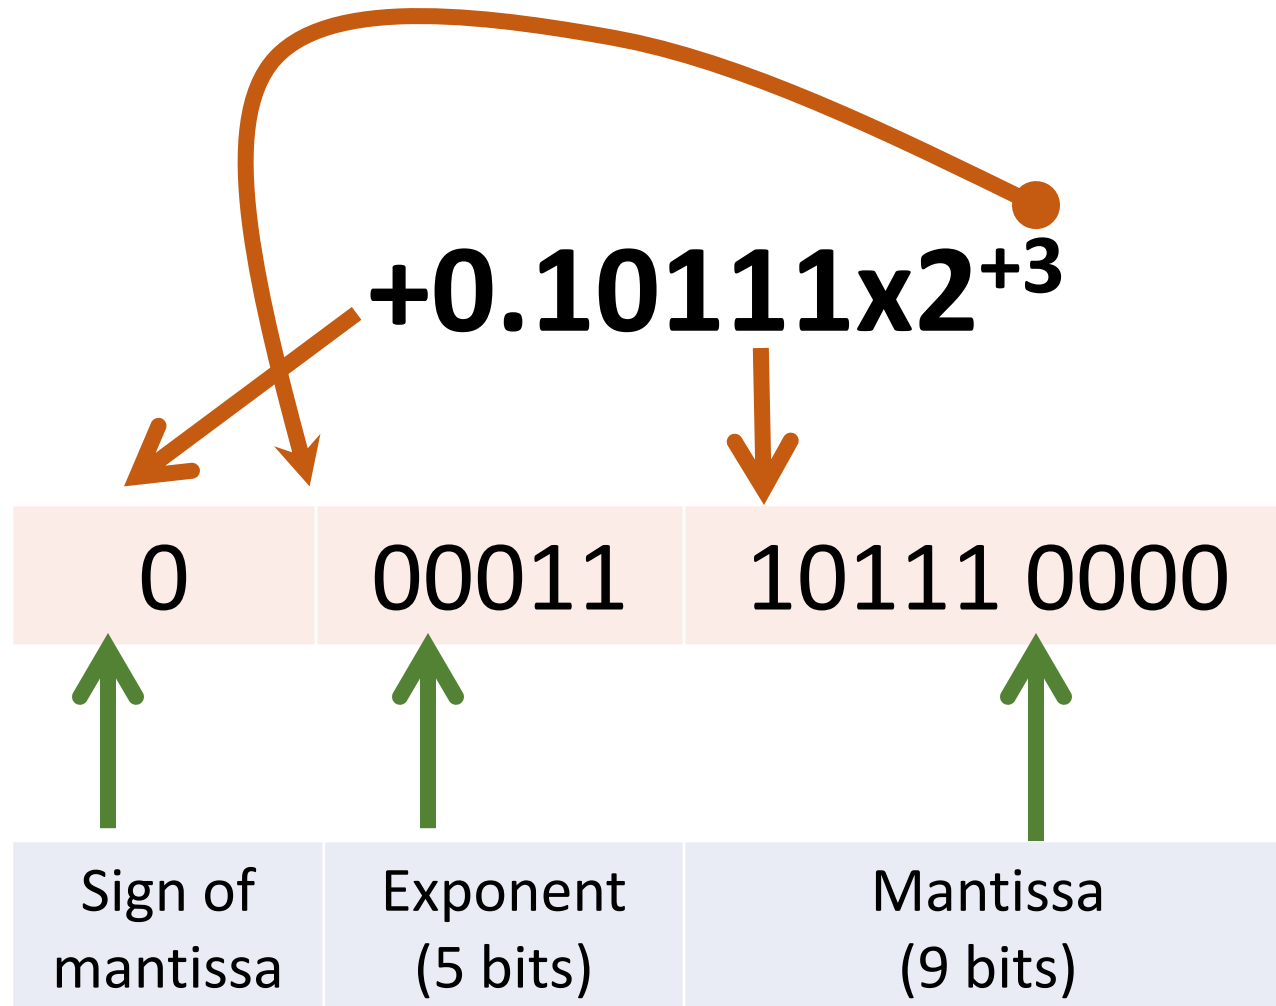 +0.10111x2⁺³
0 00011 10111 0000
Sign of mantissa
Exponent (5 bits)
Mantissa (9 bits)